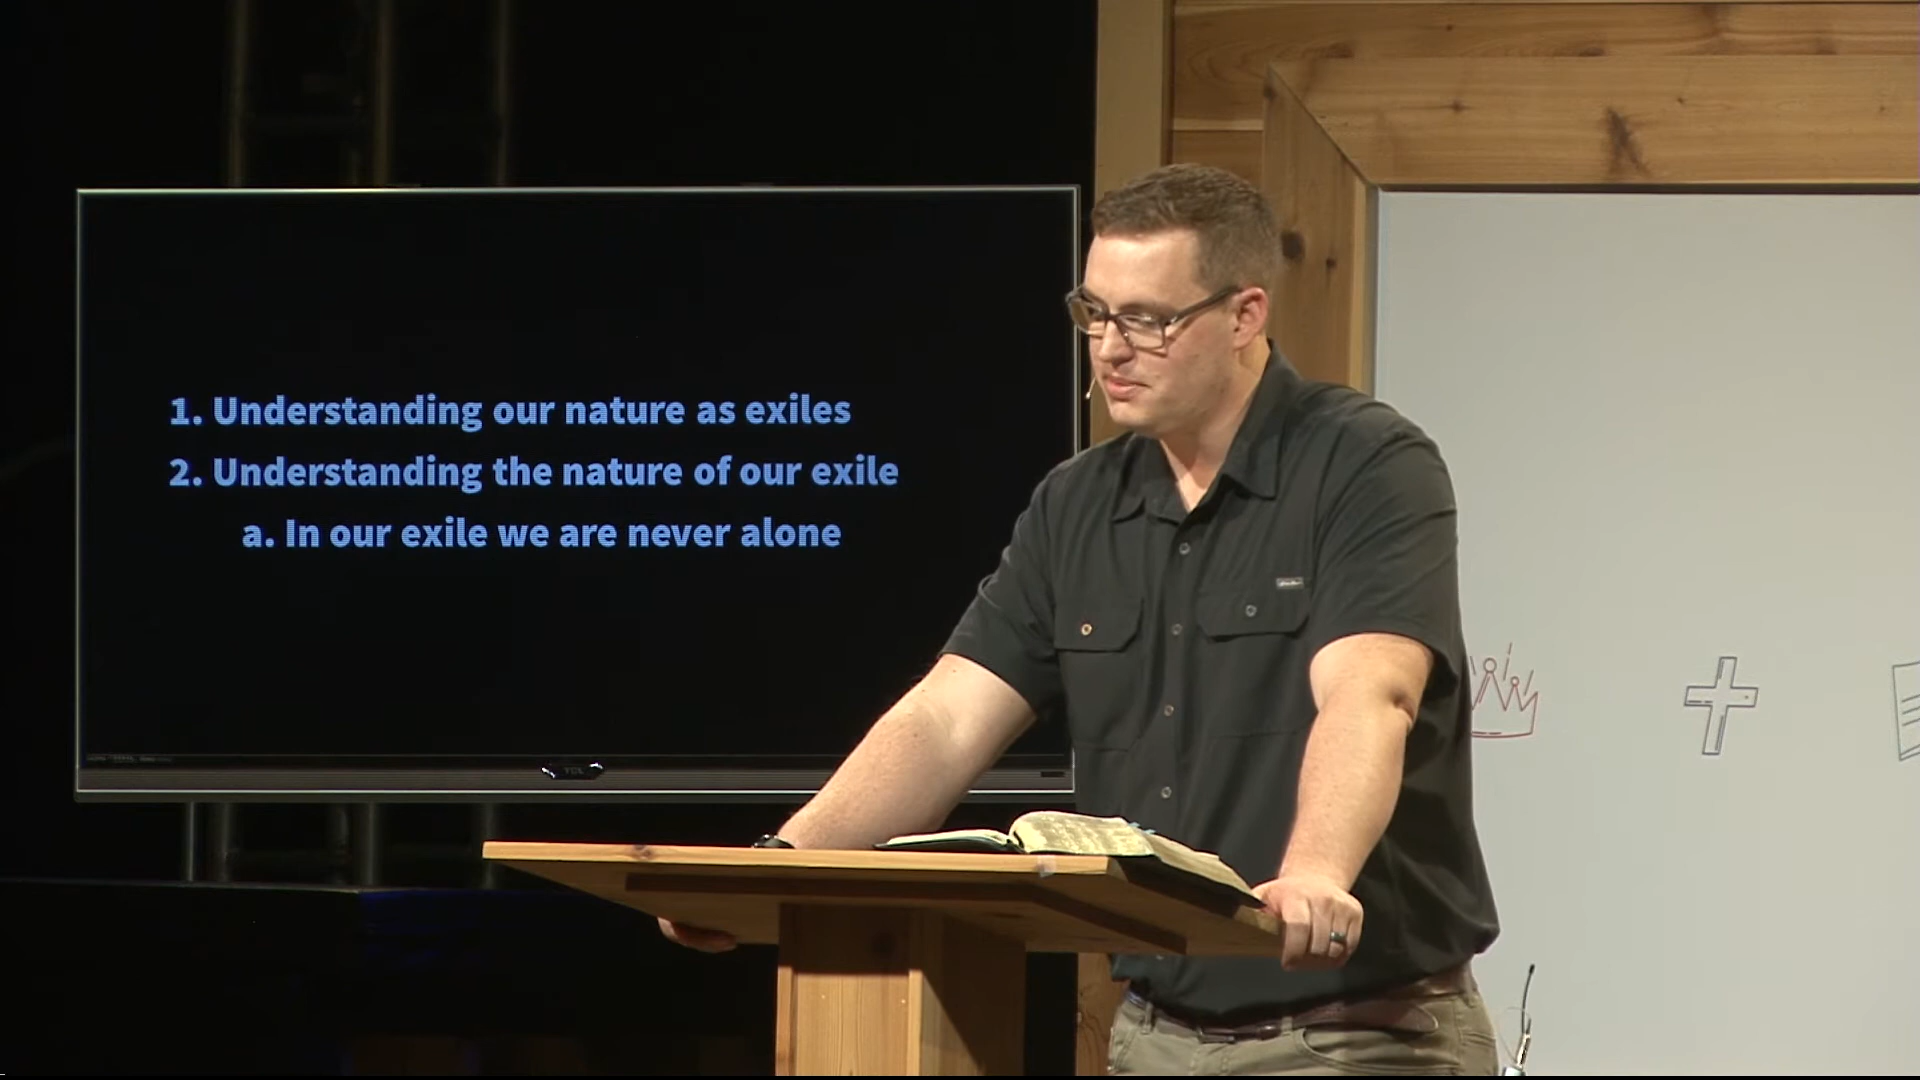 1. Understanding our nature as exiles
2. Understanding the nature of our exile
a. In our exile we are never alone
TCL